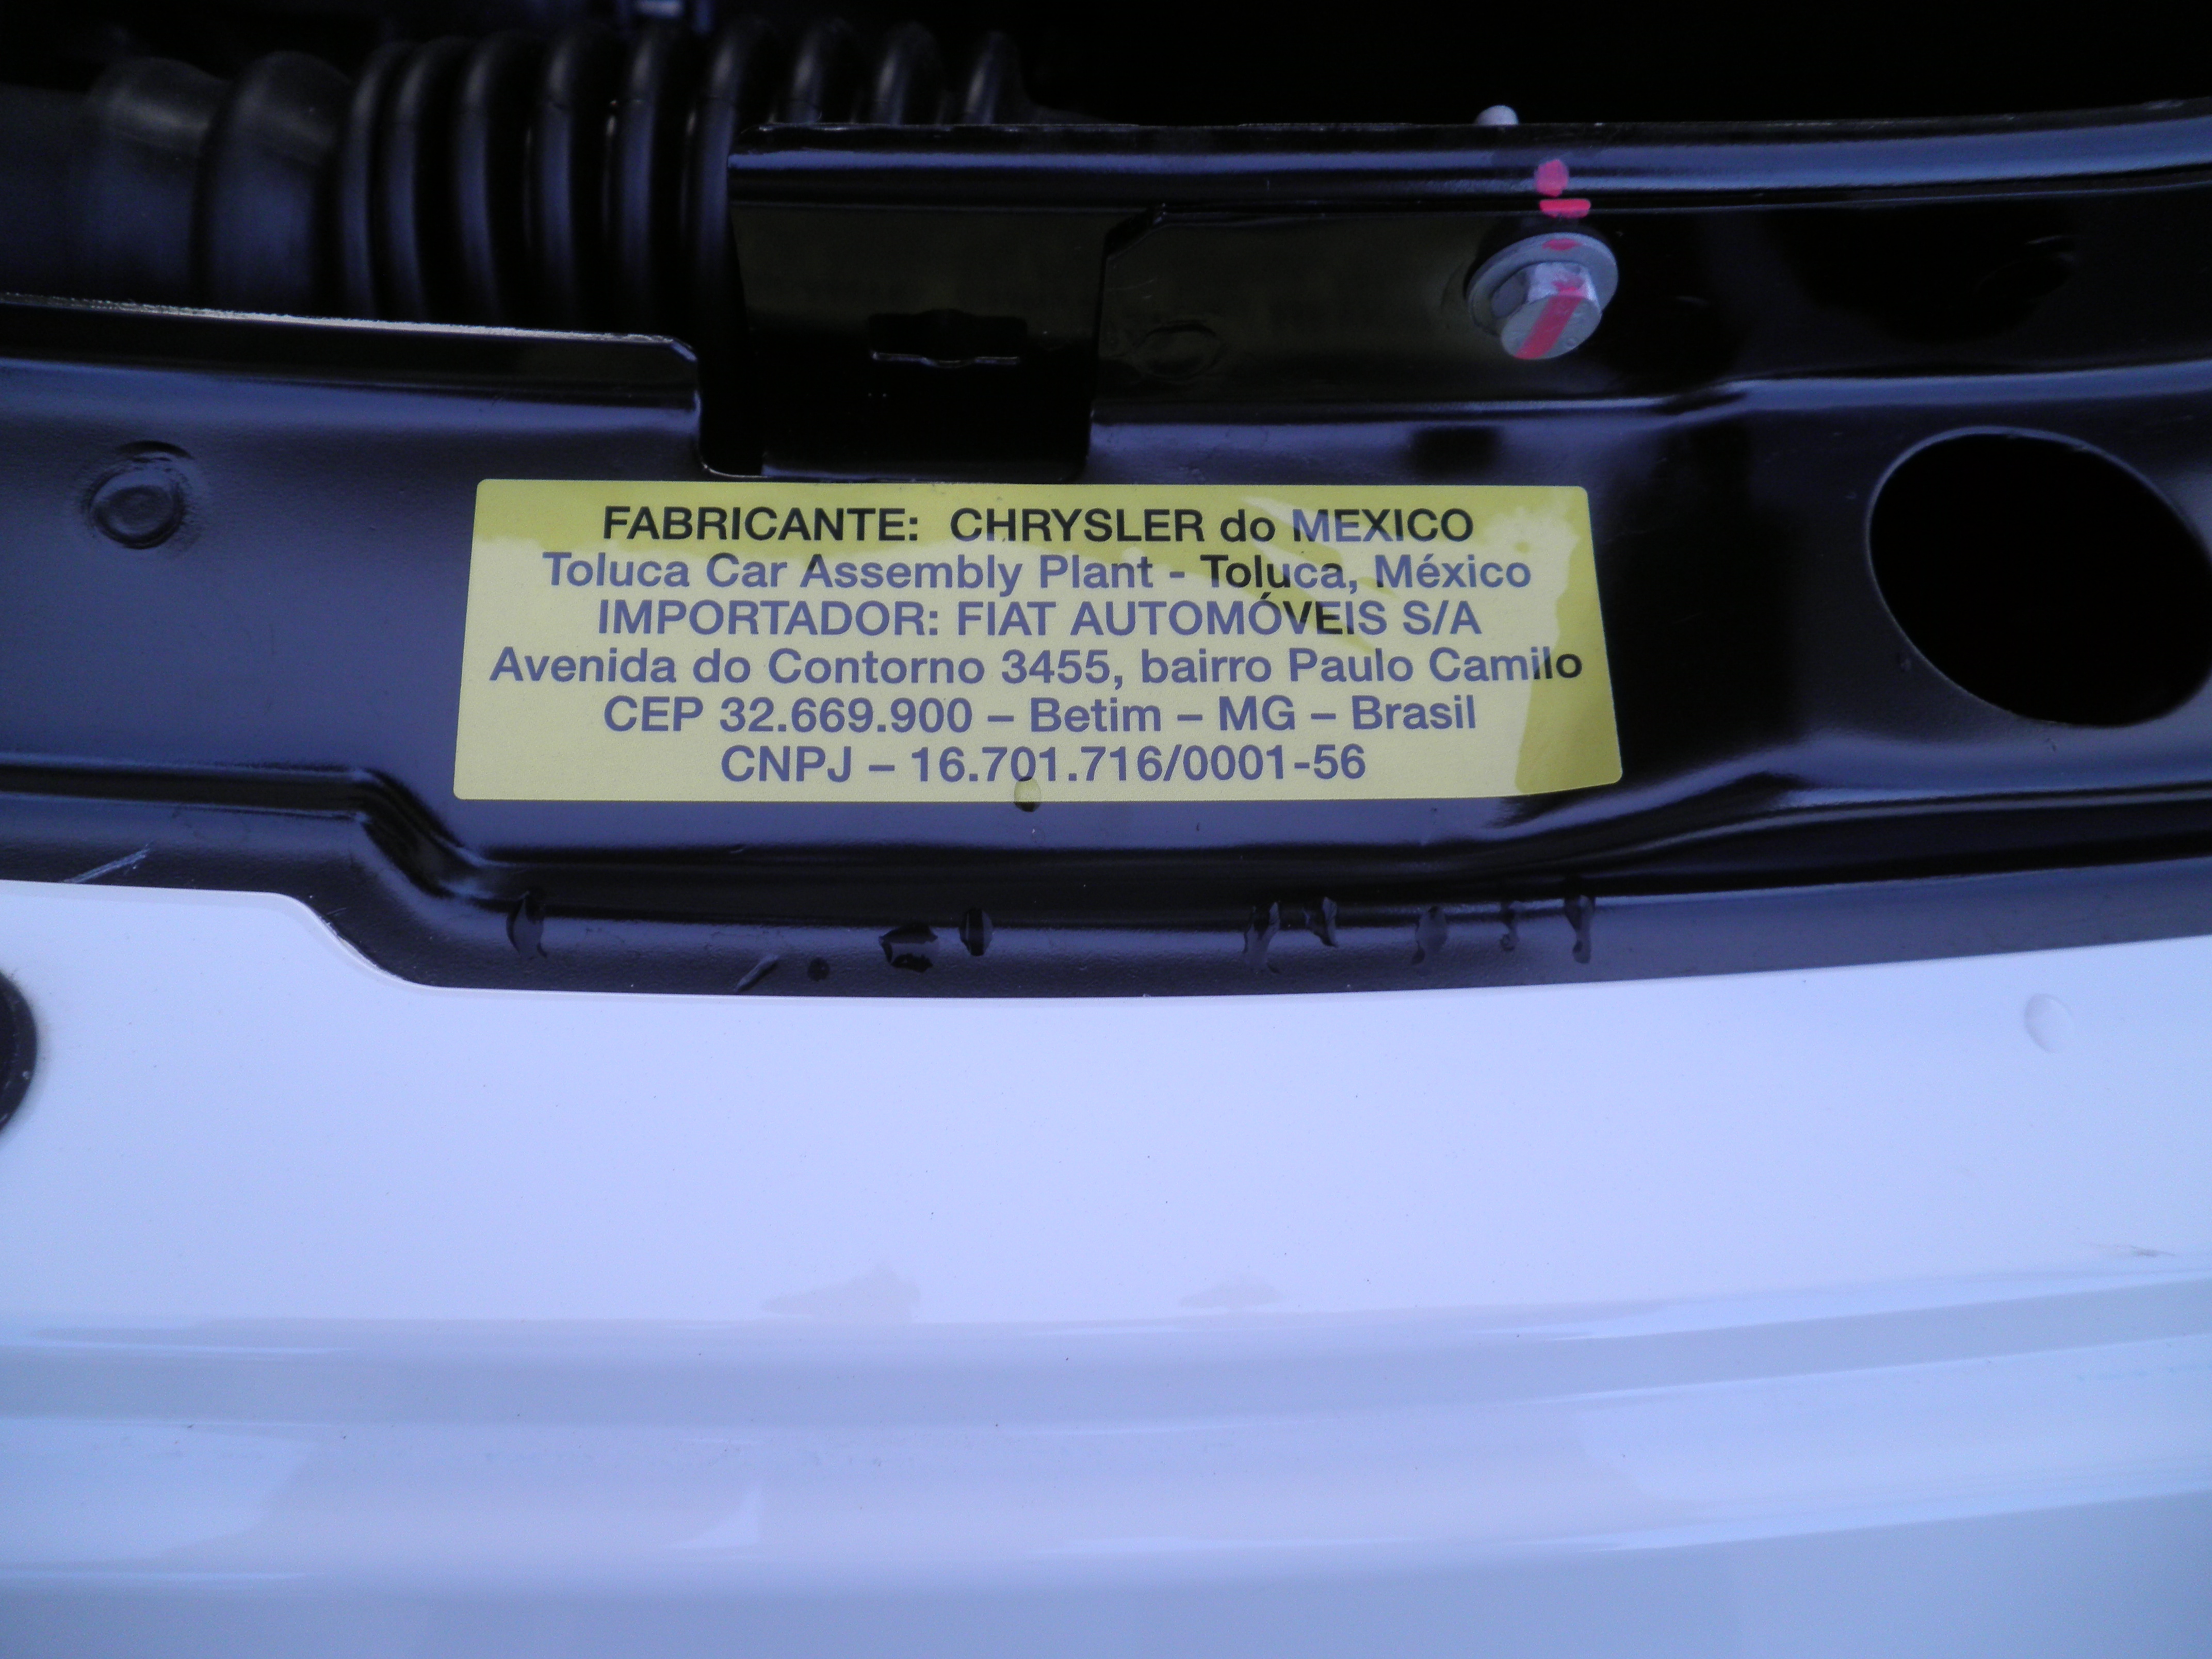 FABRICANTE: CHRYSLER do MEXICO
Toluca Car Assembly Plant - Toluca, México
IMPORTADOR: FIAT AUTOMÓVEIS S/A
Avenida do Contorno 3455, bairro Paulo Camilo
CEP 32.669.900 – Betim – MG – Brasil
CNPJ – 16.701.716/0001-56